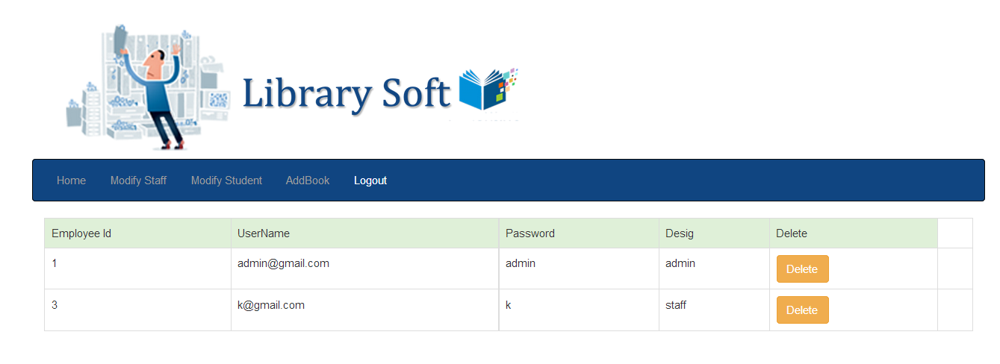 Library Soft
Home Modify Staff Modify Student AddBook Logout
Employee Id UserName Password Desig Delete
1 admin@gmail.com admin admin Delete
3 k@gmail.com k staff Delete